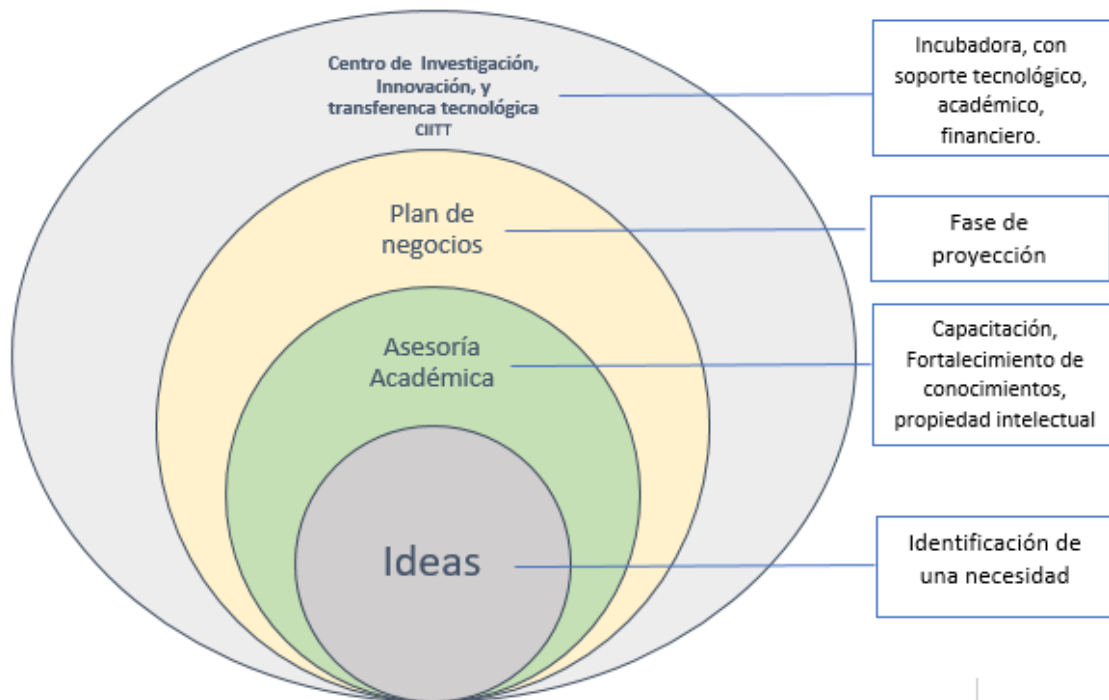 Centro de Investigación,
Innovación, y
transferenca tecnológica
CIITT
Incubadora, con
soporte tecnológico,
académico,
financiero.
Plan de
negocios
Fase de
proyección
Asesoría
Académica
Capacitación,
Fortalecimiento de
conocimientos,
propiedad intelectual
Ideas
Identificación de
una necesidad